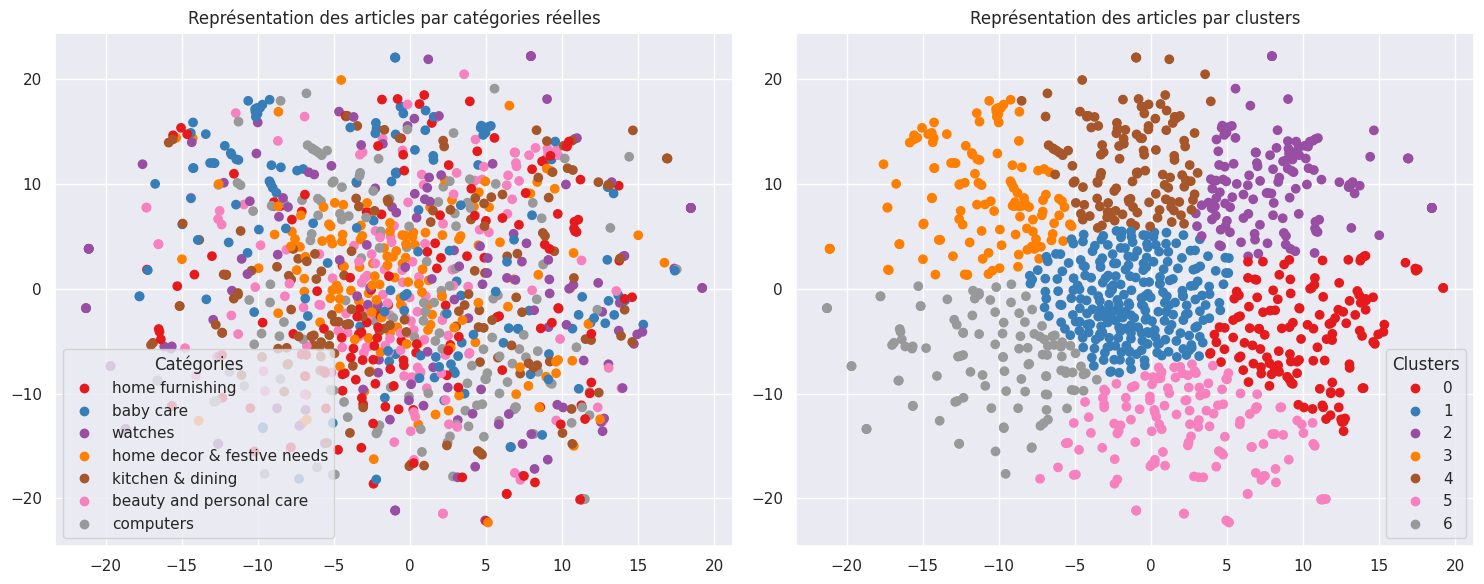 Représentation des articles par catégories réelles
20
10
0
−10
−20
−20 −15 −10 −5 0 5 10 15 20
Catégories
home furnishing
baby care
watches
home decor & festive needs
kitchen & dining
beauty and personal care
computers
Représentation des articles par clusters
20
10
0
−10
−20
−20 −15 −10 −5 0 5 10 15 20
Clusters
0
1
2
3
4
5
6